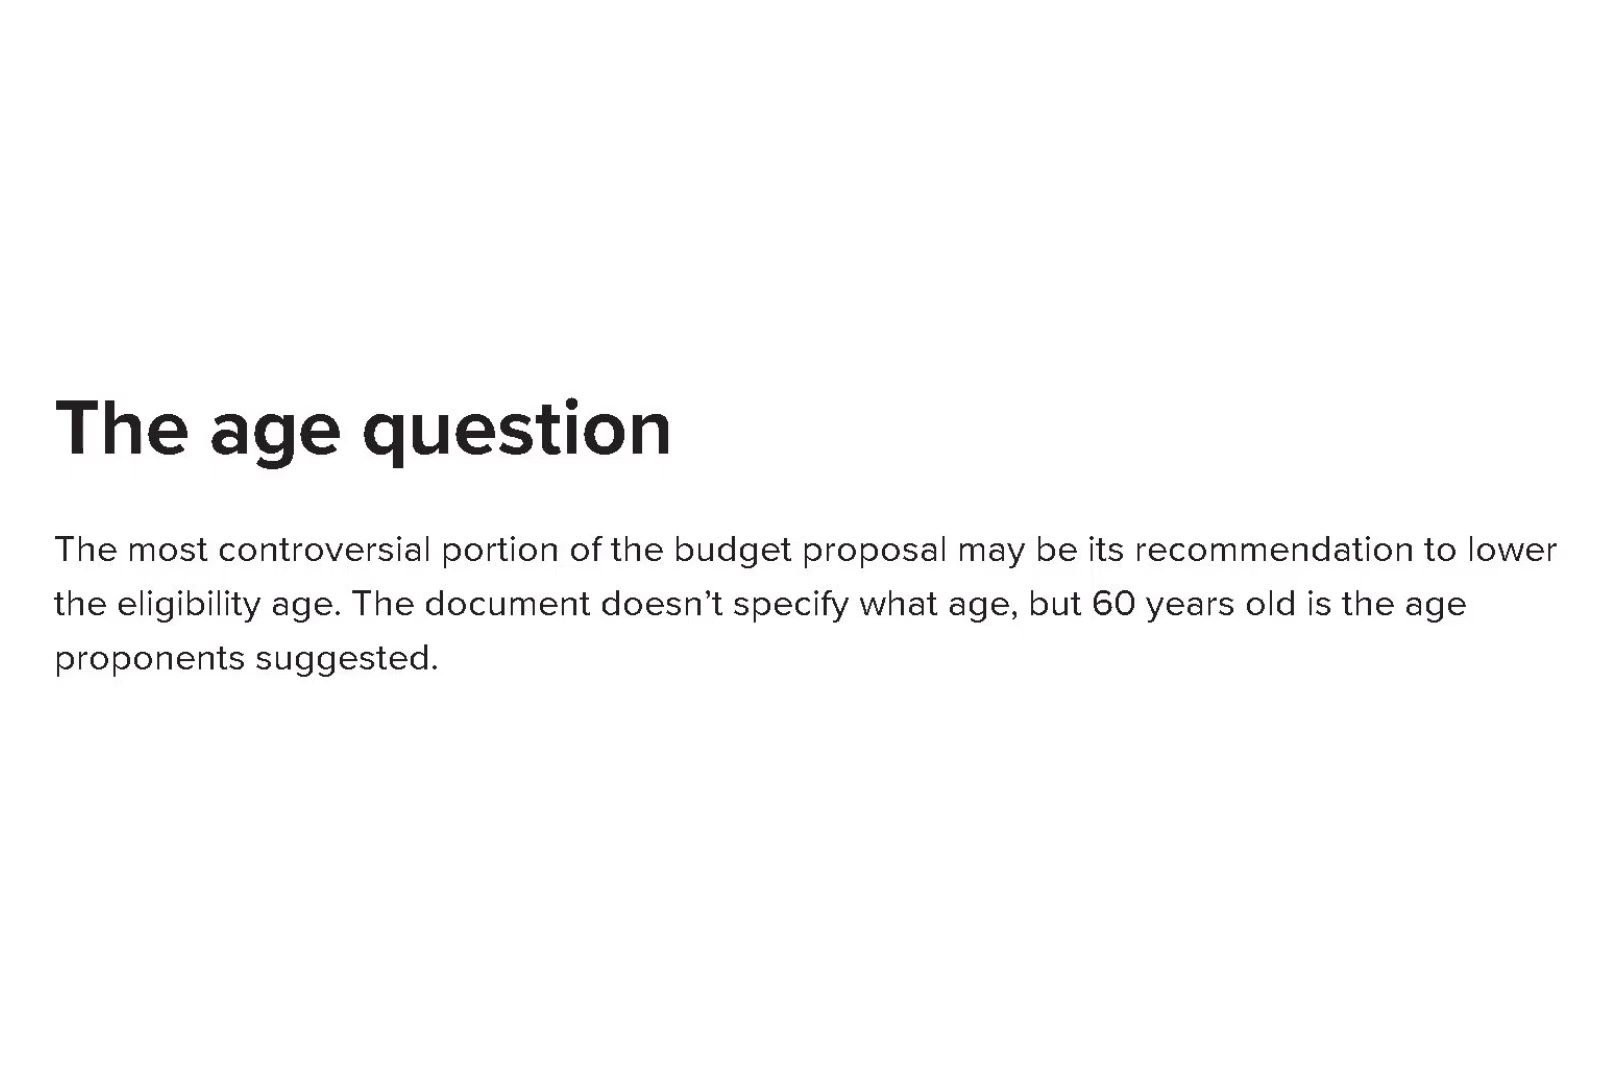 The age question
The most controversial portion of the budget proposal may be its recommendation to lower
the eligibility age. The document doesn’t specify what age, but 60 years old is the age
proponents suggested.